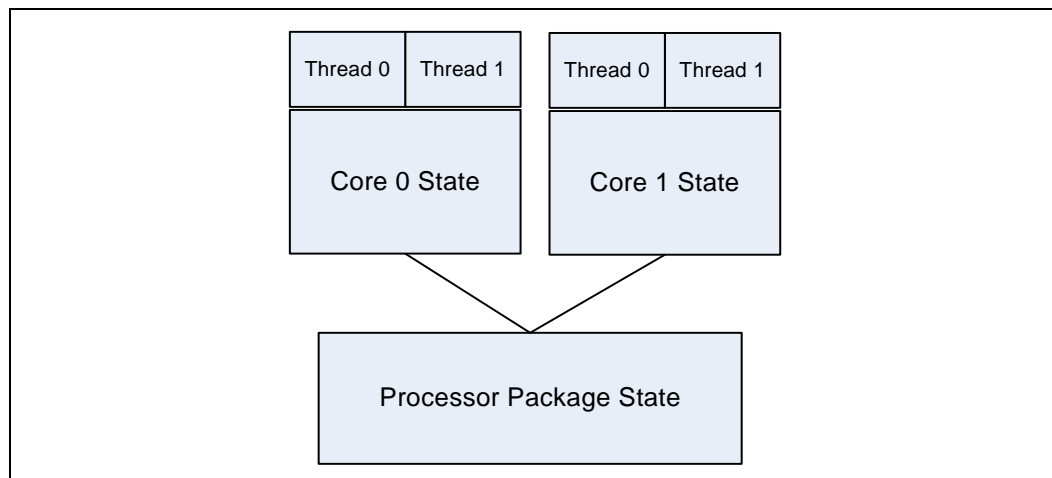 Thread 0
Thread 1
Thread 0
Thread 1
Core 0 State
Core 1 State
Processor Package State